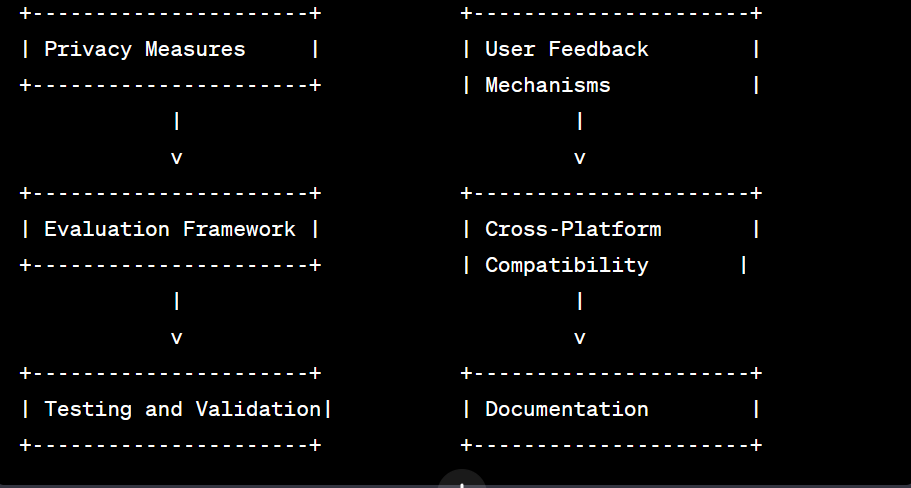 +----------------------+           +----------------------+
| Privacy Measures     |           | User Feedback        |
+----------------------+           | Mechanisms           |
            |                               |
            v                               v
+----------------------+           +----------------------+
| Evaluation Framework |           | Cross-Platform       |
+----------------------+           | Compatibility       |
            |                               |
            v                               v
+----------------------+           +----------------------+
| Testing and Validation|          | Documentation        |
+----------------------+           +----------------------+